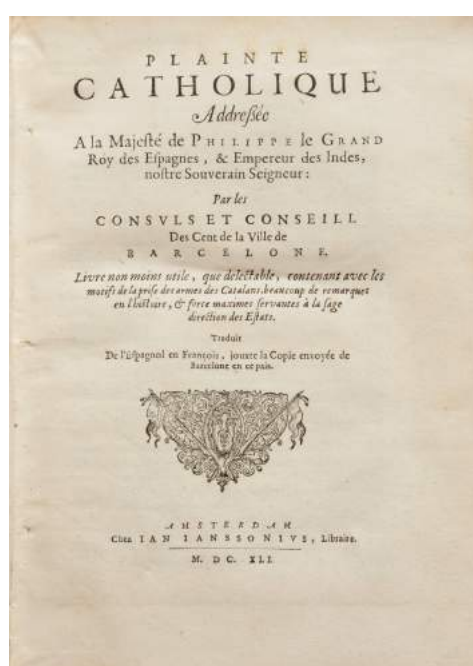 PLAINTE
CATHOLIQUE
Addreſſée
A la Majeſté de PHILIPPE le GRAND
Roy des Eſpagnes, & Empereur des Indes,
noſtre Souverain Seigneur:
Par les
CONSVLS ET CONSEILL
Des Cent de la Ville de
BARCELONE.
Livre non moins utile, que delectable, contenant avec les
motifs de la priſe des armes des Catalans, beaucoup de remarques
en l'hiſtoire, & force maximes ſervantes à la ſage
direction des Eſtats.
Traduit
De l'Eſpagnol en François, jouxte la Copie envoyée de
Barcelone en ce païs.
AMSTERDAM
Chez IAN IANSSONIVS, Libraire.
M. DC. XLI.